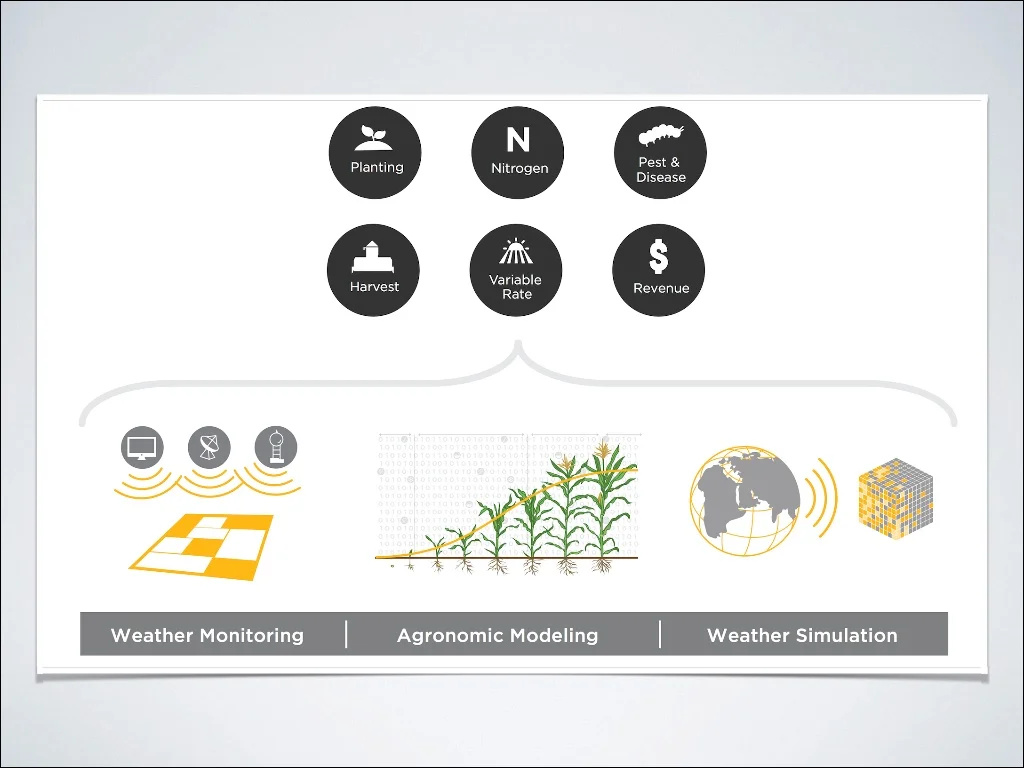 Planting
N
Nitrogen
Pest &
Disease
Harvest
Variable
Rate
$
Revenue
Weather Monitoring
Agronomic Modeling
Weather Simulation